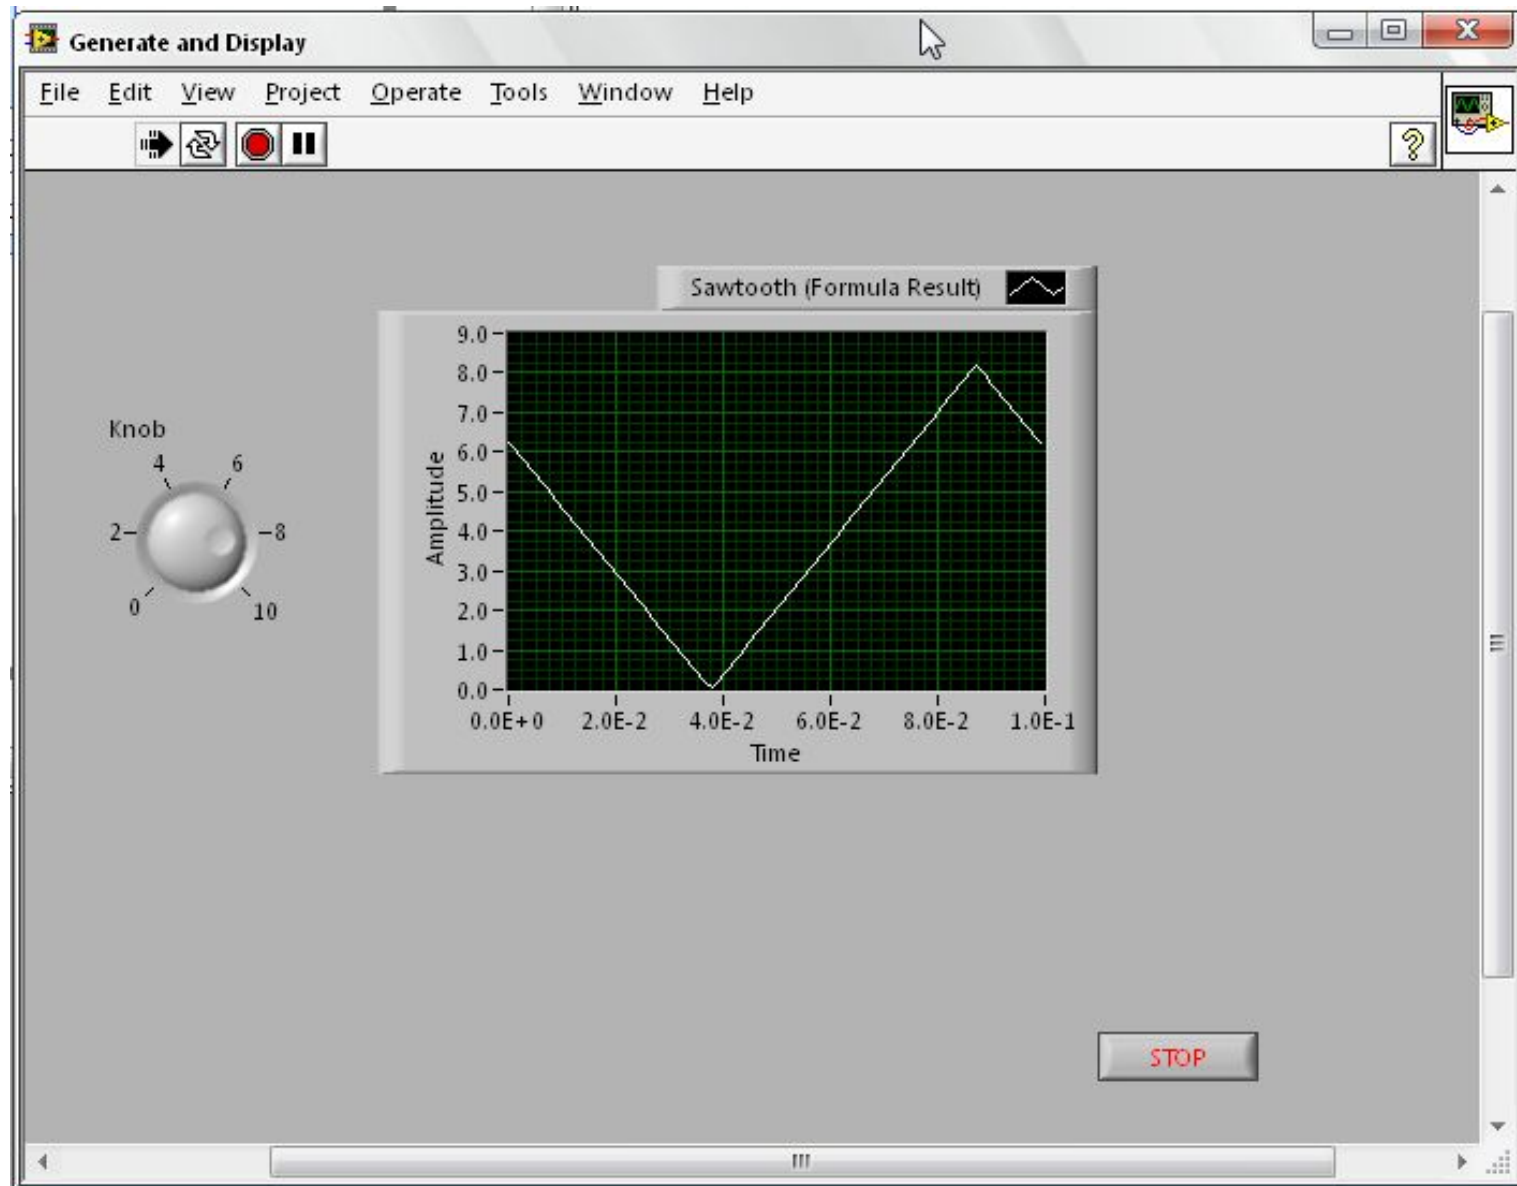 Generate and Display
File Edit View Project Operate Tools Window Help
?
Sawtooth (Formula Result)
9.0
8.0
7.0
6.0
5.0
4.0
3.0
2.0
1.0
0.0
Amplitude
0.0E+0 2.0E-2 4.0E-2 6.0E-2 8.0E-2 1.0E-1
Time
Knob
4 6
2 8
0 10
STOP